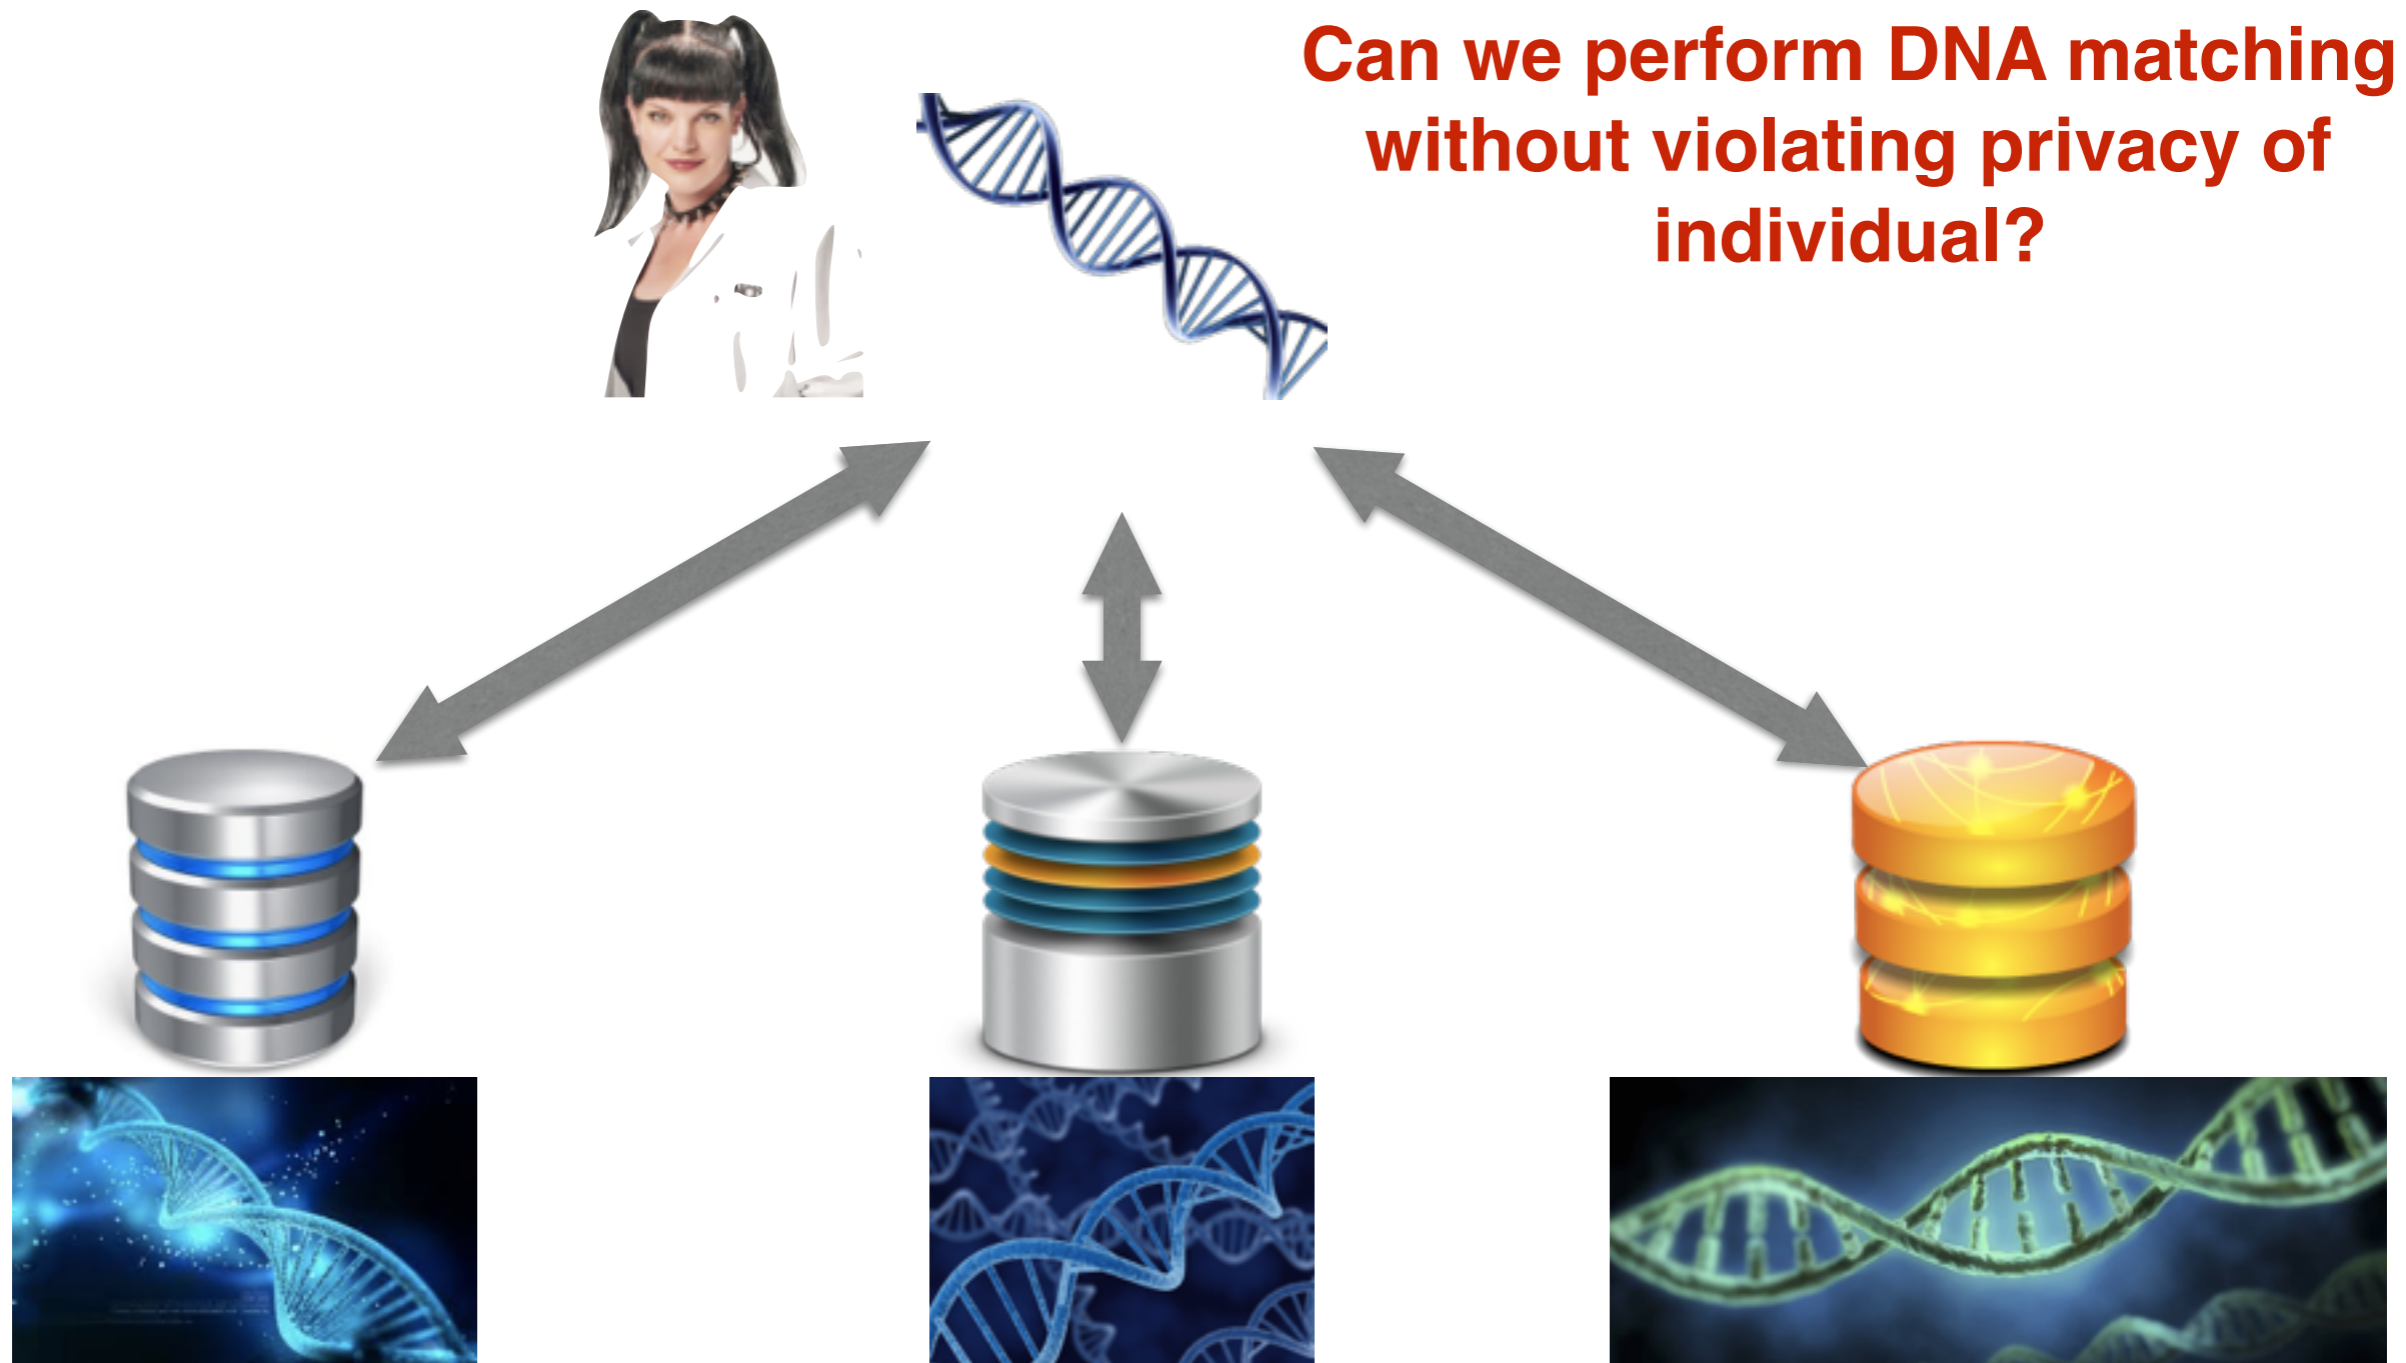 Can we perform DNA matching
without violating privacy of
individual?